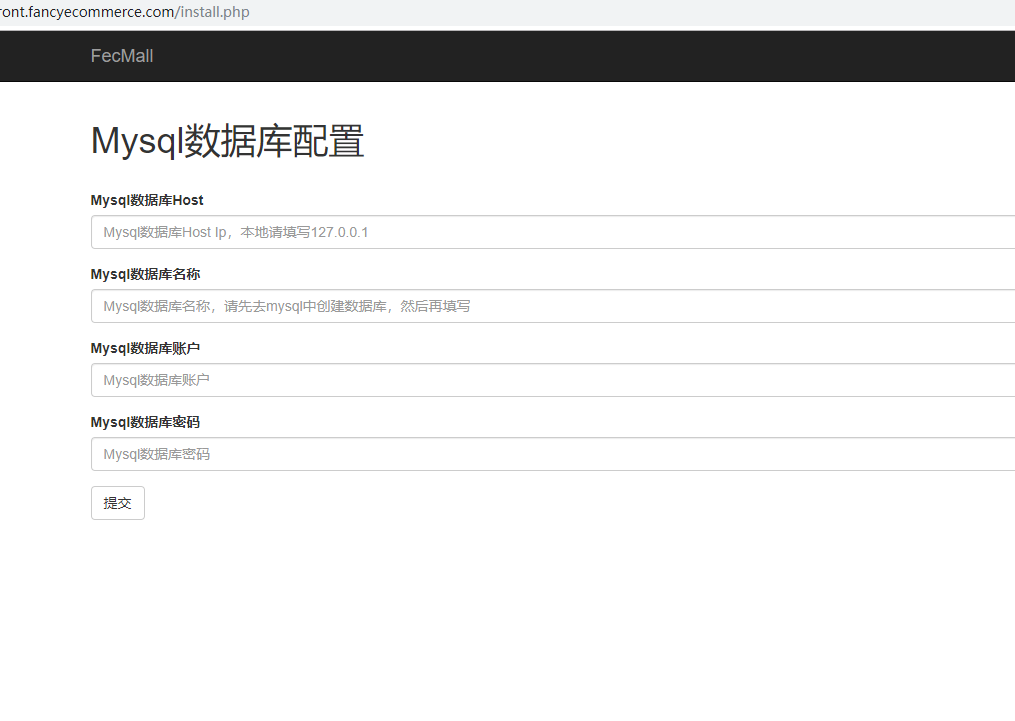 ront.fancyecommerce.com/install.php
FecMall
Mysql数据库配置
Mysql数据库Host
Mysql数据库Host Ip，本地请填写127.0.0.1
Mysql数据库名称
Mysql数据库名称，请先去mysql中创建数据库，然后再填写
Mysql数据库账户
Mysql数据库账户
Mysql数据库密码
Mysql数据库密码
提交